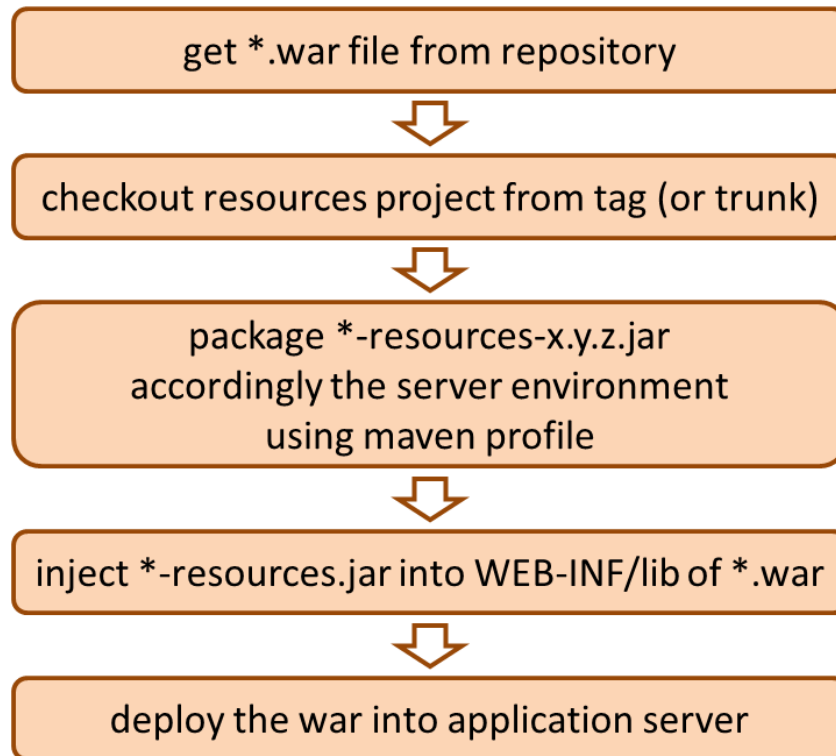 get *.war file from repository
checkout resources project from tag (or trunk)
package *-resources-x.y.z.jar
accordingly the server environment
using maven profile
inject *-resources.jar into WEB-INF/lib of *.war
deploy the war into application server